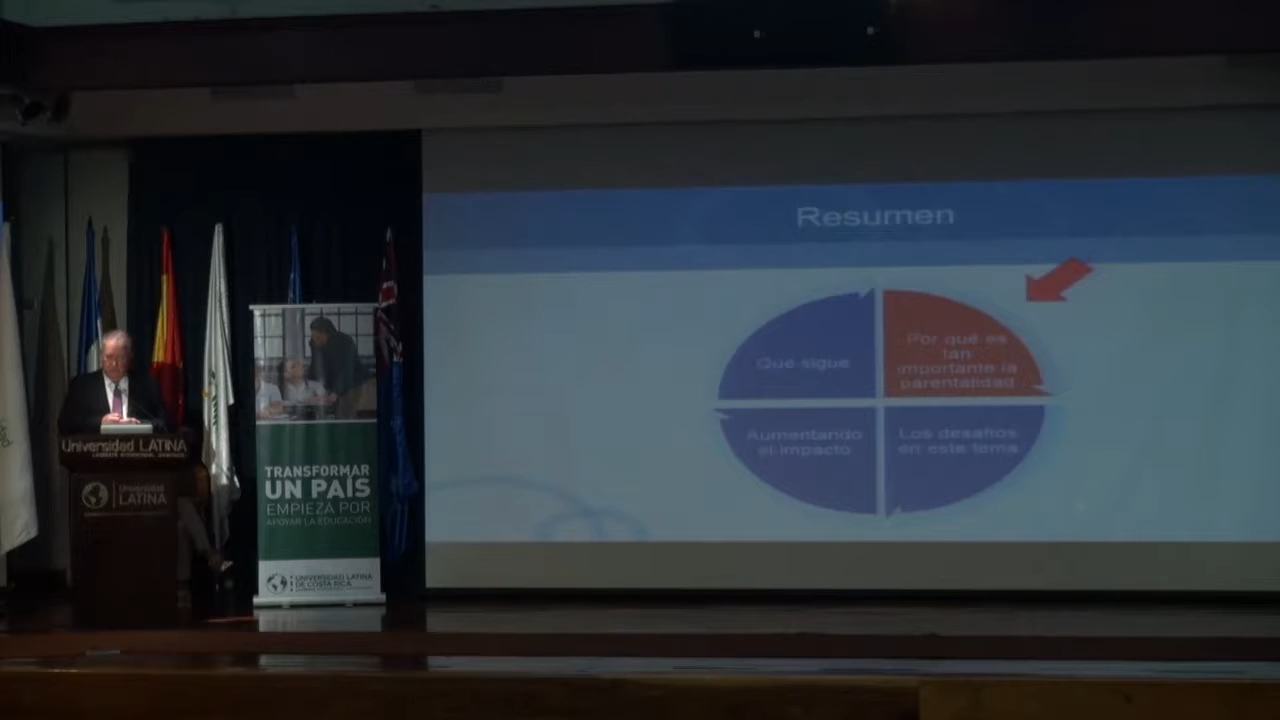 Resumen
Qué sigue
Por qué es
tan
importante la
parentalidad
Aumentando
el impacto
Los desafíos
en este tema
Universidad LATINA
Universidad
LATINA
TRANSFORMAR
UN PAÍS
EMPIEZA POR
APOYAR LA EDUCACIÓN
UNIVERSIDAD LATINA
DE COSTA RICA